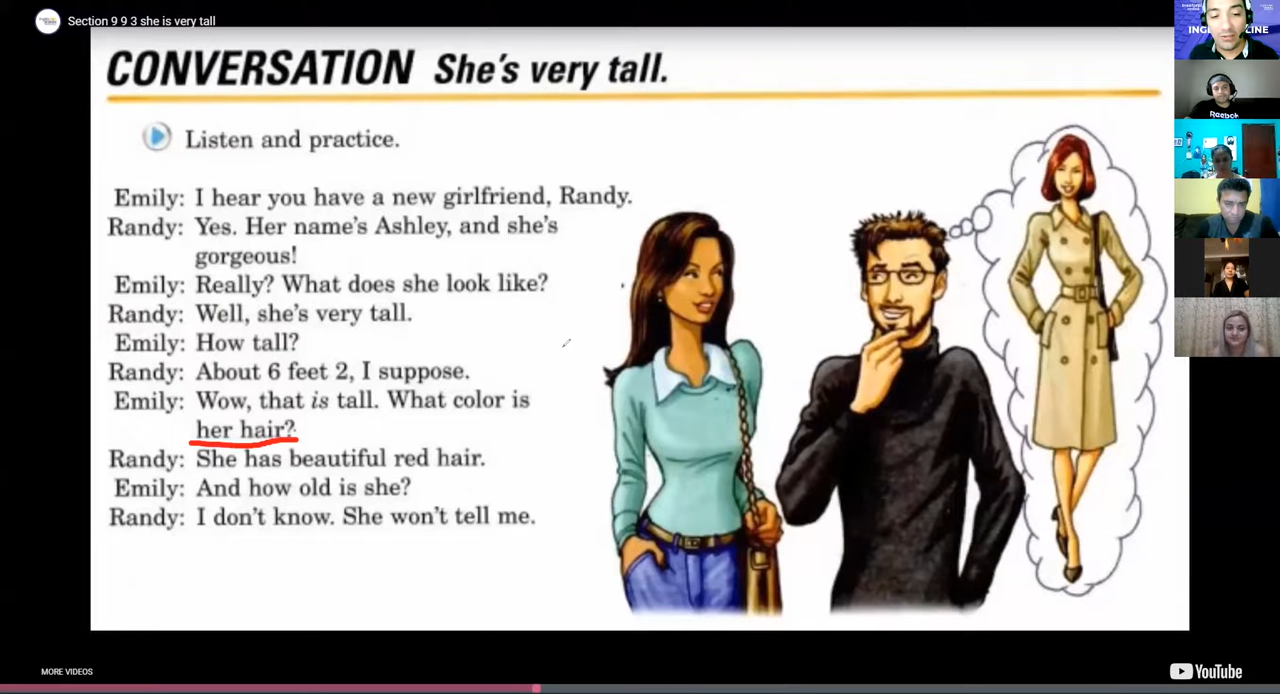 Section 9 9 3 she is very tall
CONVERSATION She's very tall.
Listen and practice.
Emily: I hear you have a new girlfriend, Randy.
Randy: Yes. Her name's Ashley, and she's
gorgeous!
Emily: Really? What does she look like?
Randy: Well, she's very tall.
Emily: How tall?
Randy: About 6 feet 2, I suppose.
Emily: Wow, that is tall. What color is
her hair?
Randy: She has beautiful red hair.
Emily: And how old is she?
Randy: I don't know. She won't tell me.
Reebok
MORE VIDEOS
YouTube